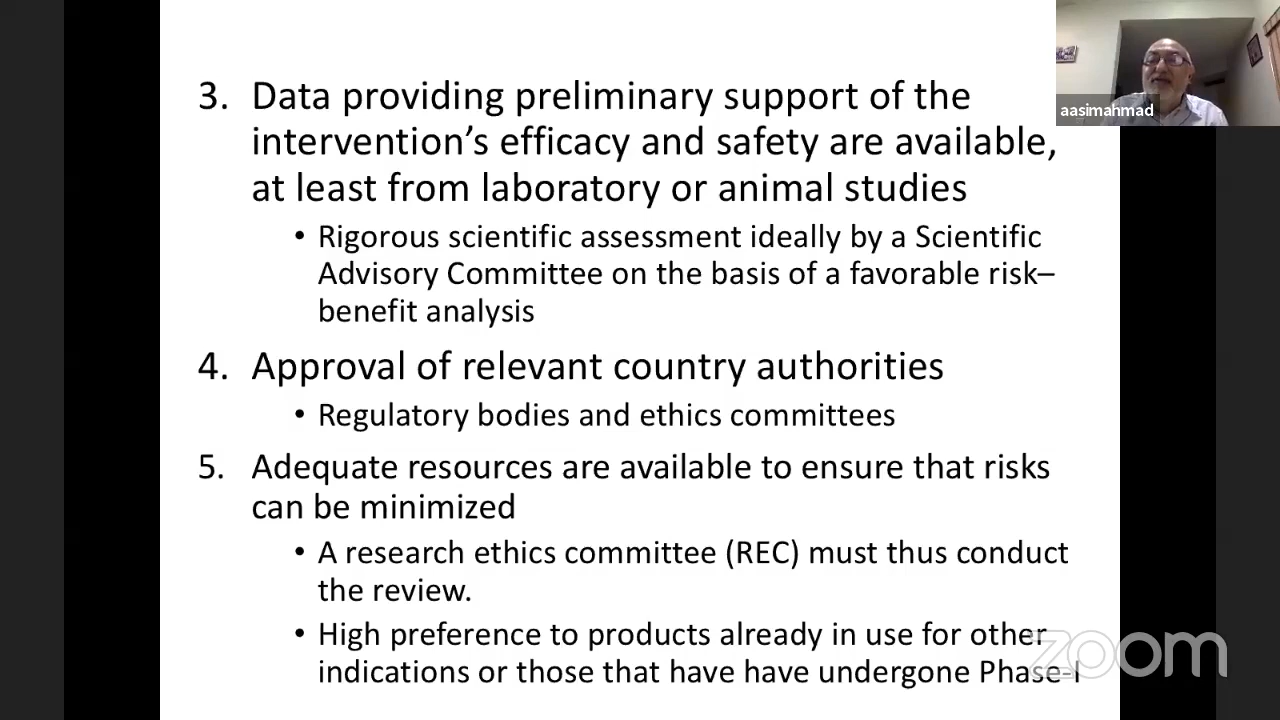 3. Data providing preliminary support of the
intervention’s efficacy and safety are available,
at least from laboratory or animal studies
• Rigorous scientific assessment ideally by a Scientific
Advisory Committee on the basis of a favorable risk–
benefit analysis
4. Approval of relevant country authorities
• Regulatory bodies and ethics committees
5. Adequate resources are available to ensure that risks
can be minimized
• A research ethics committee (REC) must thus conduct
the review.
• High preference to products already in use for other
indications or those that have have undergone Phase-I
aasimahmad
zoom